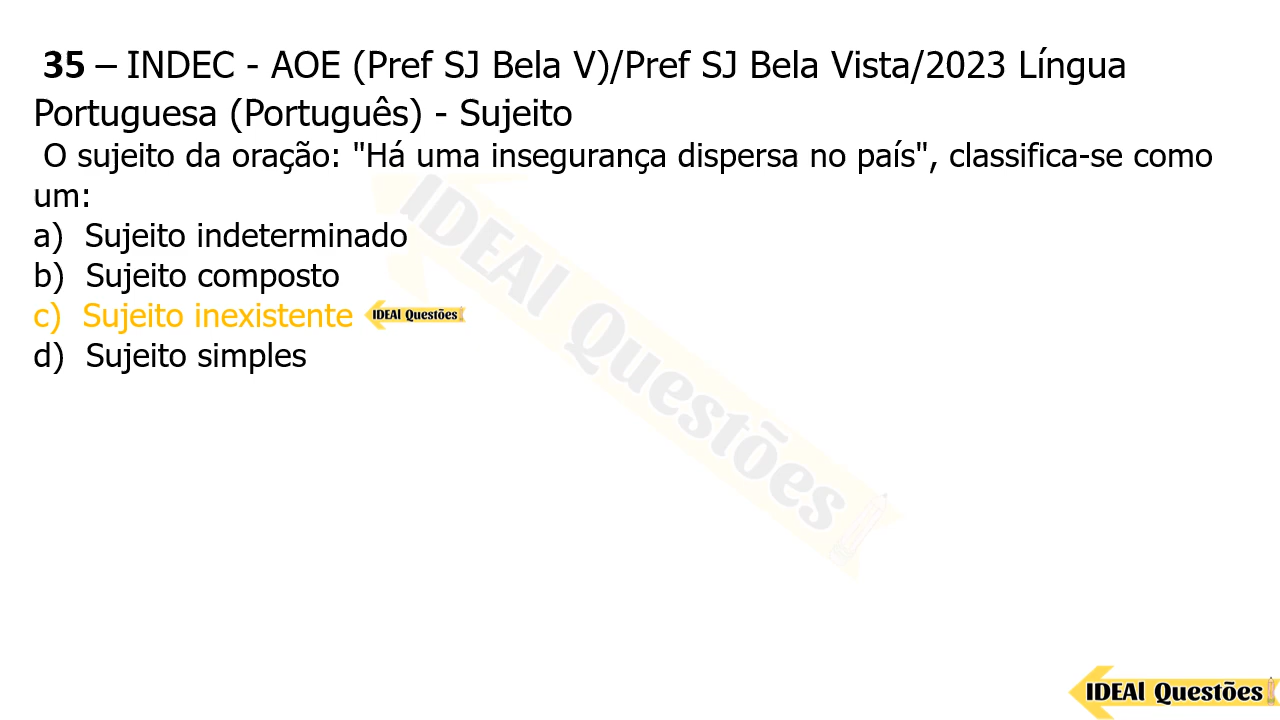 35 – INDEC - AOE (Pref SJ Bela V)/Pref SJ Bela Vista/2023 Língua
Portuguesa (Português) - Sujeito
O sujeito da oração: "Há uma insegurança dispersa no país", classifica-se como
um:
a) Sujeito indeterminado
b) Sujeito composto
c) Sujeito inexistente IDEAl Questões
d) Sujeito simples
IDEAl Questões
IDEAl Questões